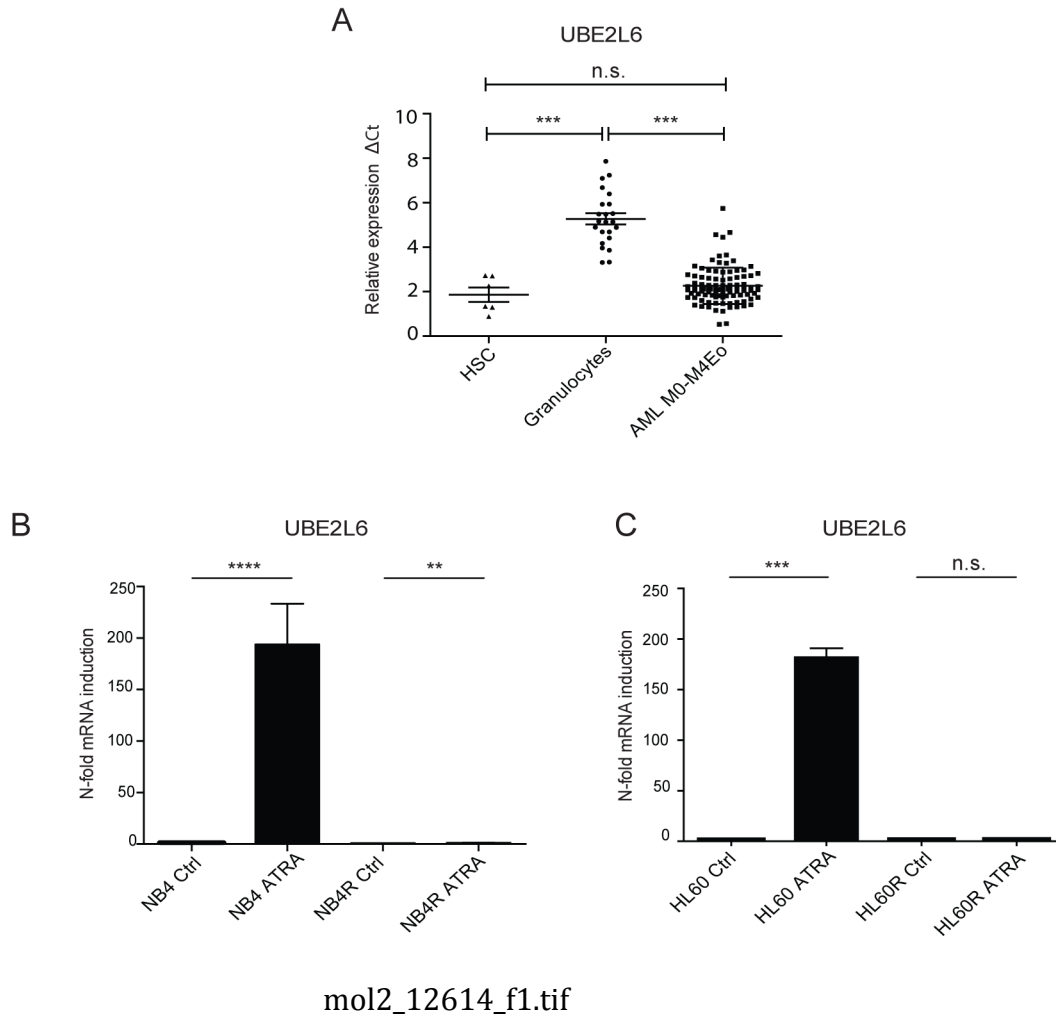 A
UBE2L6
n.s.
*** ***
Relative expression ΔCt
10
8
6
4
2
0
HSC
Granulocytes
AML M0-M4Eo
B
UBE2L6
**** **
N-fold mRNA induction
250
200
150
100
50
0
NB4 Ctrl
NB4 ATRA
NB4R Ctrl
NB4R ATRA
C
UBE2L6
*** n.s.
N-fold mRNA induction
250
200
150
100
50
0
HL60 Ctrl
HL60 ATRA
HL60R Ctrl
HL60R ATRA
mol2_12614_f1.tif